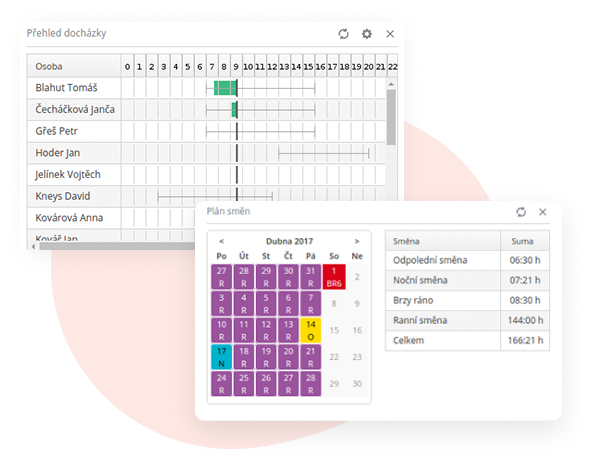 Přehled docházky
Osoba 0 1 2 3 4 5 6 7 8 9 10 11 12 13 14 15 16 17 18 19 20 21 22
Blahut Tomáš
Čecháčková Janča
Gřeš Petr
Hoder Jan
Jelínek Vojtěch
Kneys David
Kovárová Anna
Kovář Jan
Plán směn
< Dubna 2017 >
Po Út St Čt Pá So Ne
27 28 29 30 31 1 2
R R R R R BR6
3 4 5 6 7 8 9
R R R R R
10 11 12 13 14 15 16
R R R R O
17 18 19 20 21 22 23
N R R R R
24 25 26 27 28 29 30
R R R R R
Směna Suma
Odpolední směna 06:30 h
Noční směna 07:21 h
Brzy ráno 08:30 h
Ranní směna 144:00 h
Celkem 166:21 h